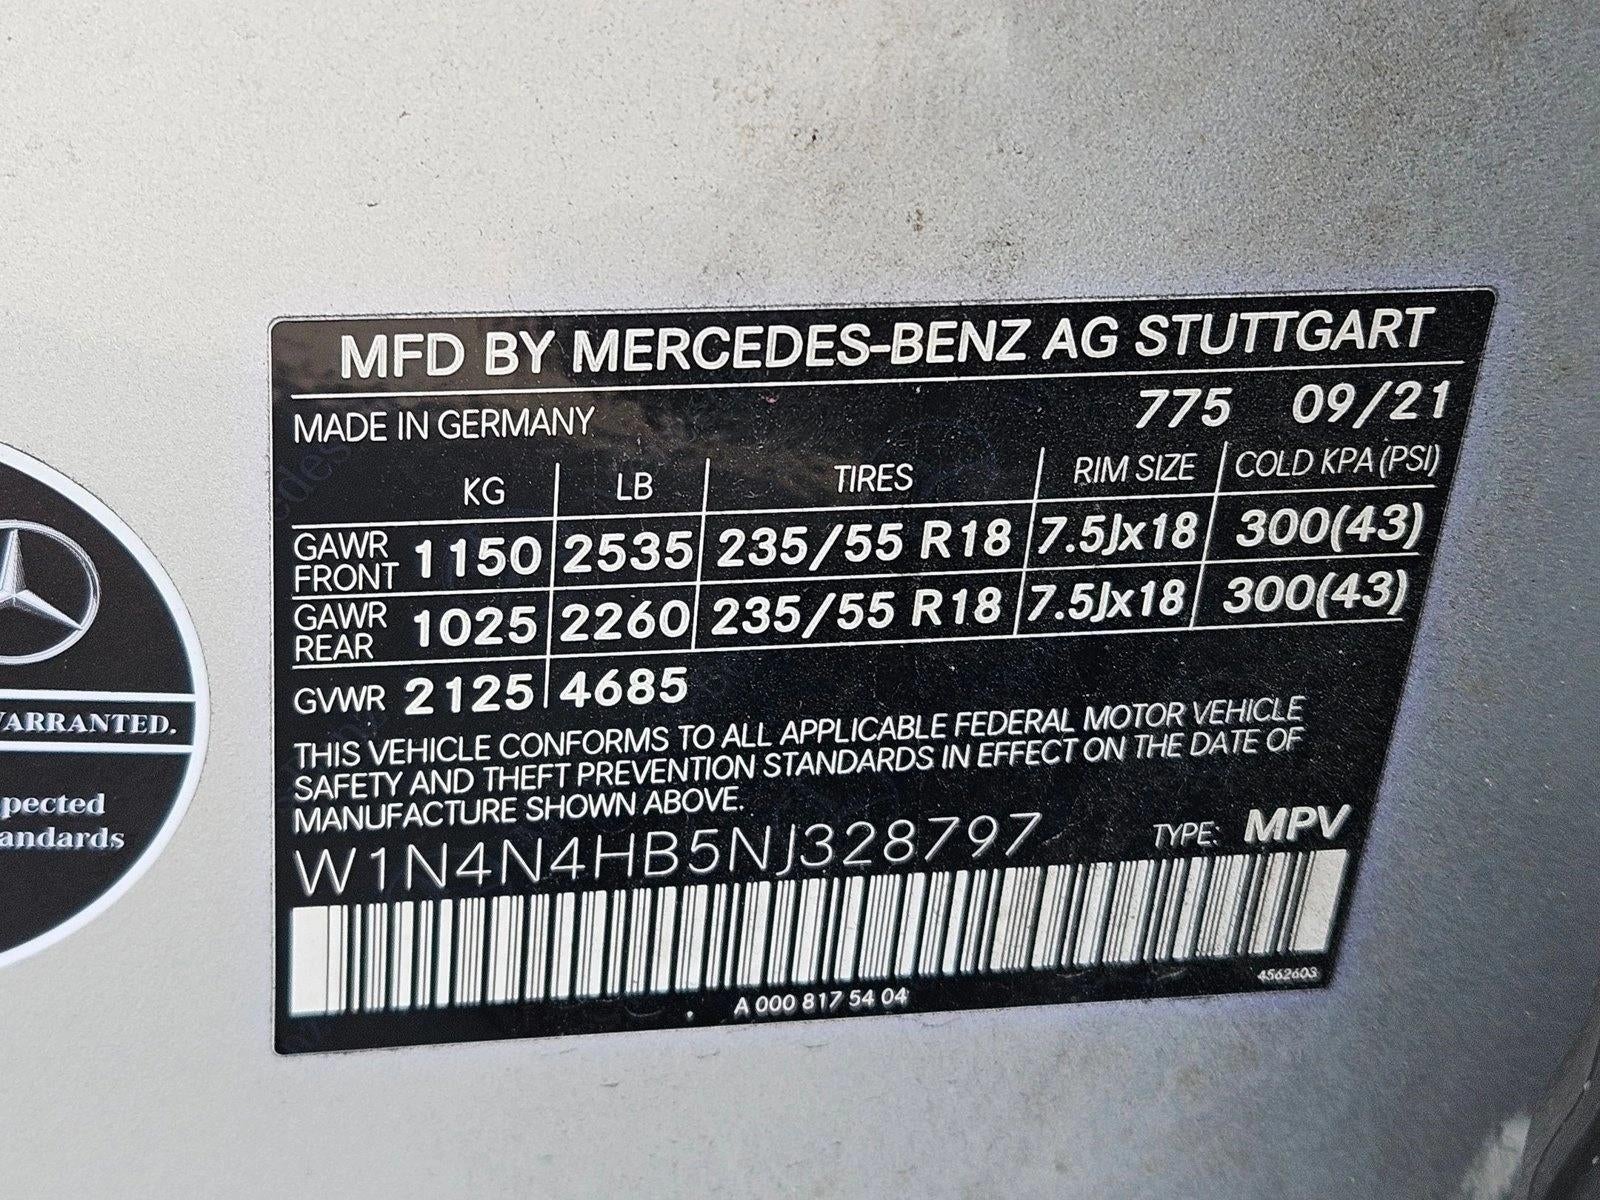 MFD BY MERCEDES-BENZ AG STUTTGART
MADE IN GERMANY 775 09/21
KG LB TIRES RIM SIZE COLD KPA (PSI)
GAWR FRONT 1150 2535 235/55 R18 7.5Jx18 300(43)
GAWR REAR 1025 2260 235/55 R18 7.5Jx18 300(43)
GVWR 2125 4685
THIS VEHICLE CONFORMS TO ALL APPLICABLE FEDERAL MOTOR VEHICLE
SAFETY AND THEFT PREVENTION STANDARDS IN EFFECT ON THE DATE OF
MANUFACTURE SHOWN ABOVE.
W1N4N4HB5NJ328797 TYPE: MPV
A 000 817 54 04 4562603
WARRANTED.
pected
andards